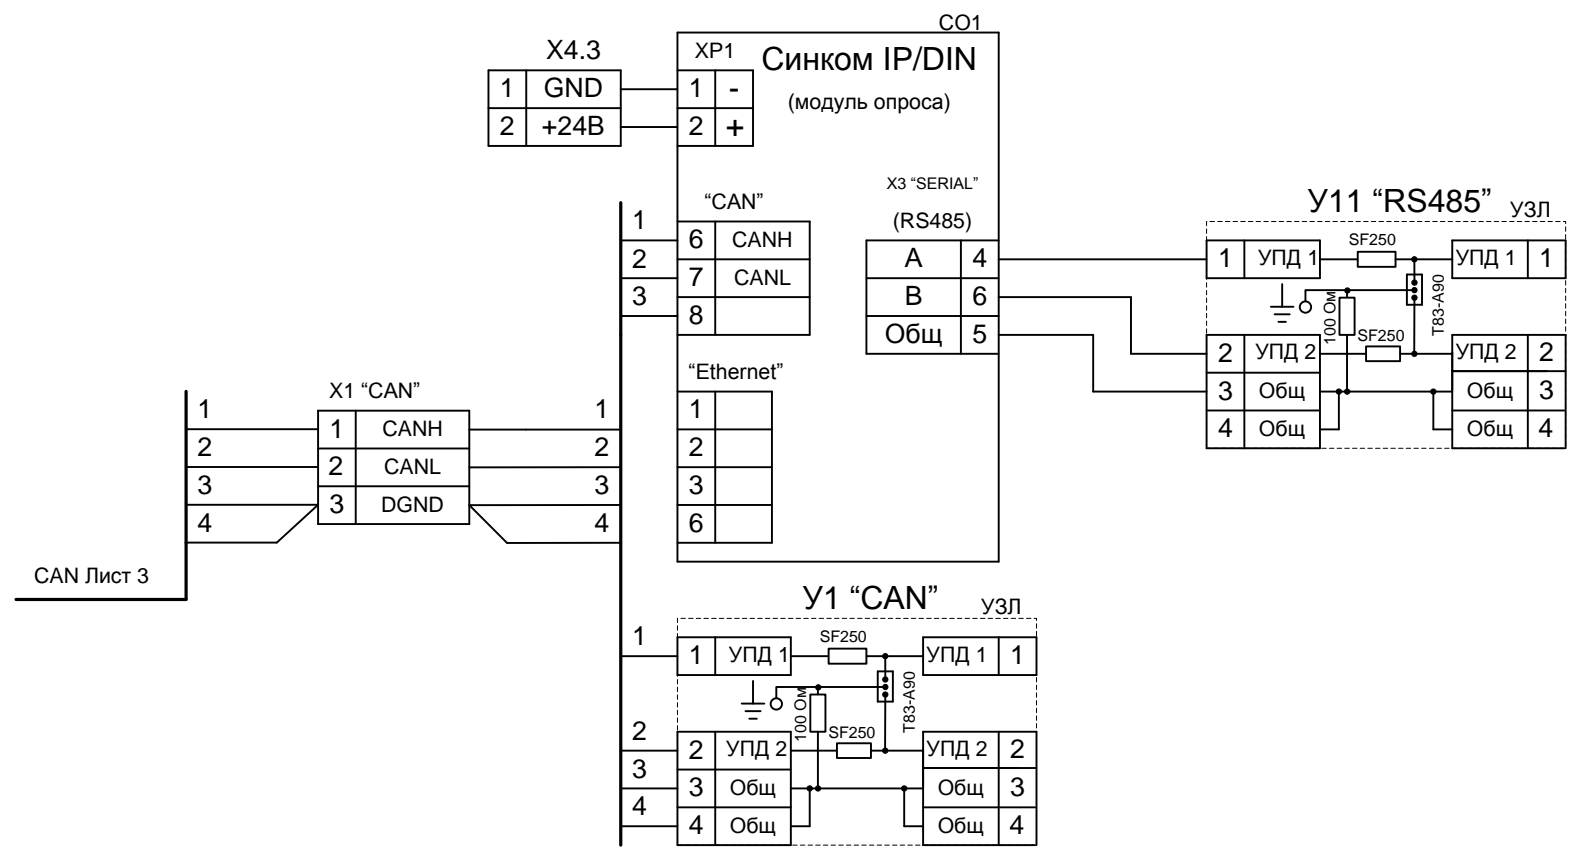 CO1
X4.3
1 GND
2 +24В
XP1
1 -
2 +
Синком IP/DIN
(модуль опроса)
“CAN”
1
6 CANH
2
7 CANL
3
8
X3 “SERIAL”
(RS485)
A 4
B 6
Общ 5
“Ethernet”
1
2
3
6
У11 “RS485” УЗЛ
1 УПД 1
SF250
УПД 1 1
T83-A90
100 Ом
2 УПД 2
SF250
УПД 2 2
3 Общ
Общ 3
4 Общ
Общ 4
X1 “CAN”
1
1 CANH
1
2
2 CANL
2
3
3 DGND
3
4
4
CAN Лист 3
У1 “CAN” УЗЛ
1
1 УПД 1
SF250
УПД 1 1
T83-A90
100 Ом
2
2 УПД 2
SF250
УПД 2 2
3
3 Общ
Общ 3
4
4 Общ
Общ 4